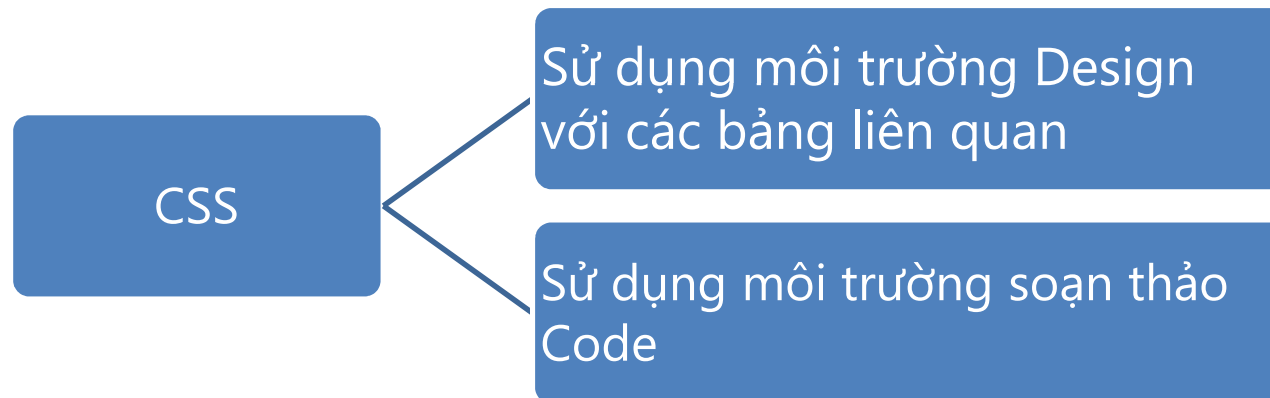 CSS
Sử dụng môi trường Design
với các bảng liên quan
Sử dụng môi trường soạn thảo
Code